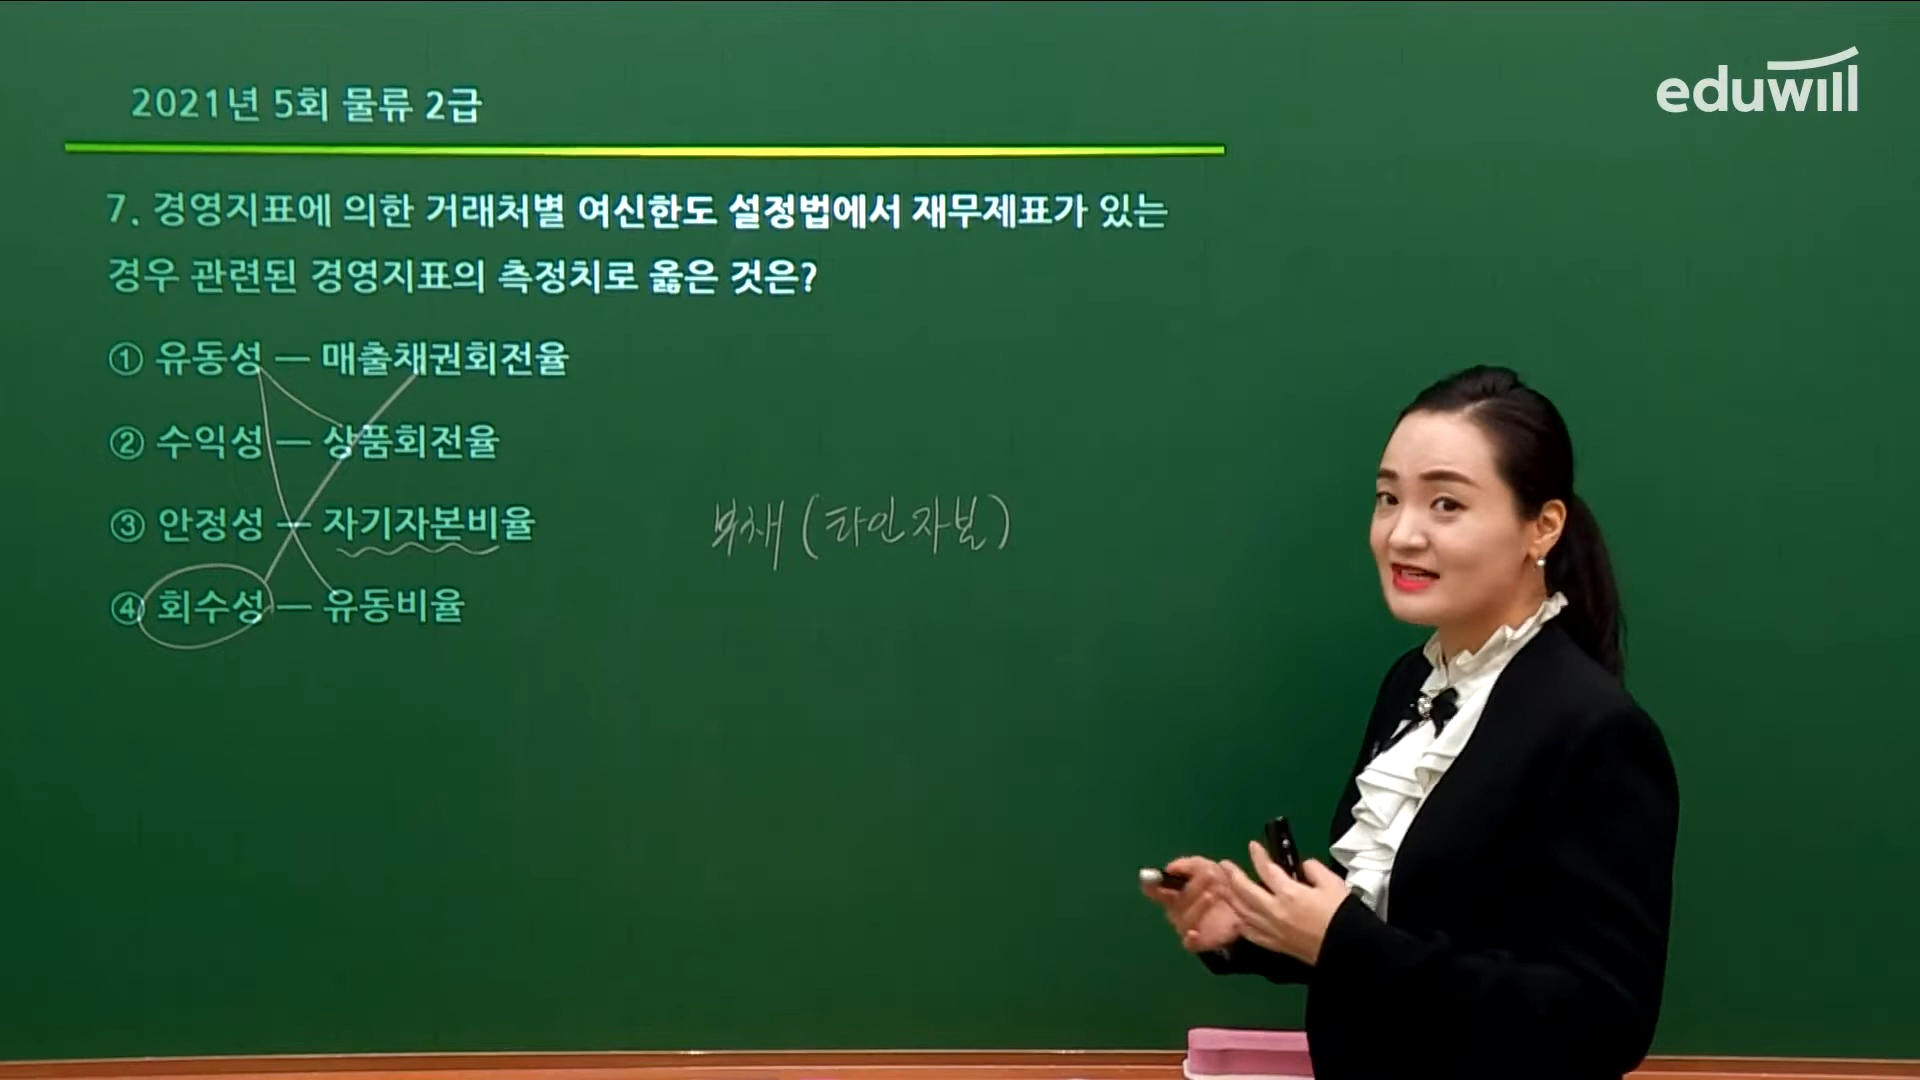 eduwill
2021년 5회 물류 2급
7. 경영지표에 의한 거래처별 여신한도 설정법에서 재무제표가 있는
경우 관련된 경영지표의 측정치로 옳은 것은?
① 유동성 — 매출채권회전율
② 수익성 — 상품회전율
③ 안정성 — 자기자본비율
부채 (타인자본)
④ 회수성 — 유동비율